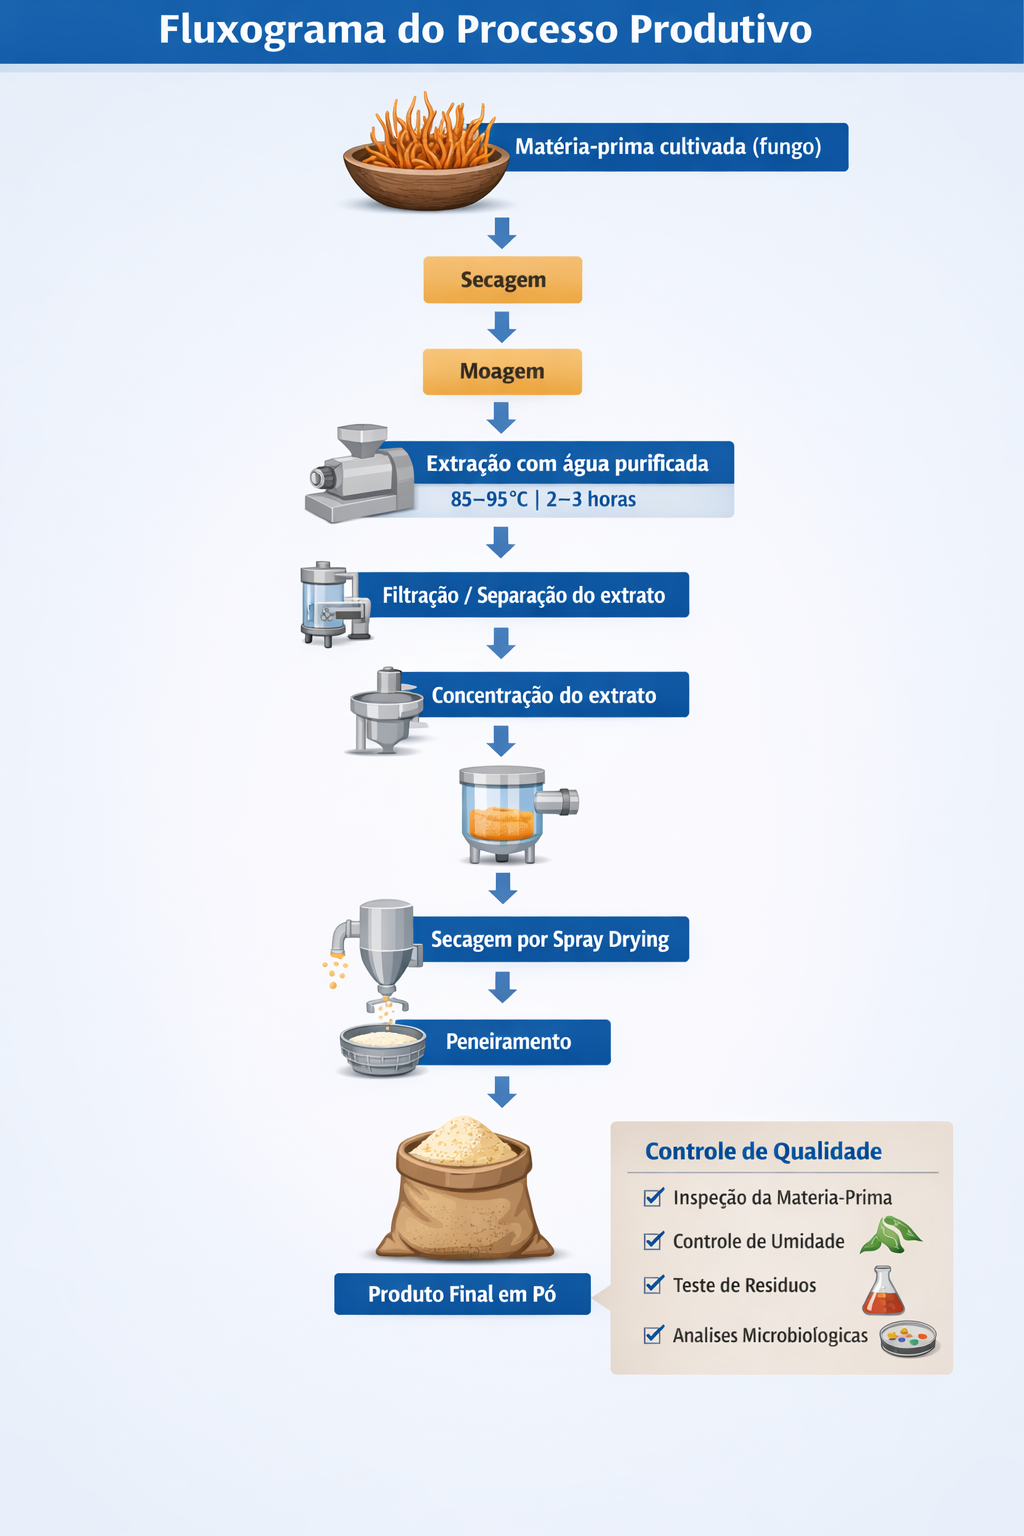 Fluxograma do Processo Produtivo
Matéria-prima cultivada (fungo)
Secagem
Moagem
Extração com água purificada
85–95°C | 2–3 horas
Filtração / Separação do extrato
Concentração do extrato
Secagem por Spray Drying
Peneiramento
Produto Final em Pó
Controle de Qualidade
Inspeção da Materia-Prima
Controle de Umidade
Teste de Residuos
Analises Microbiologicas